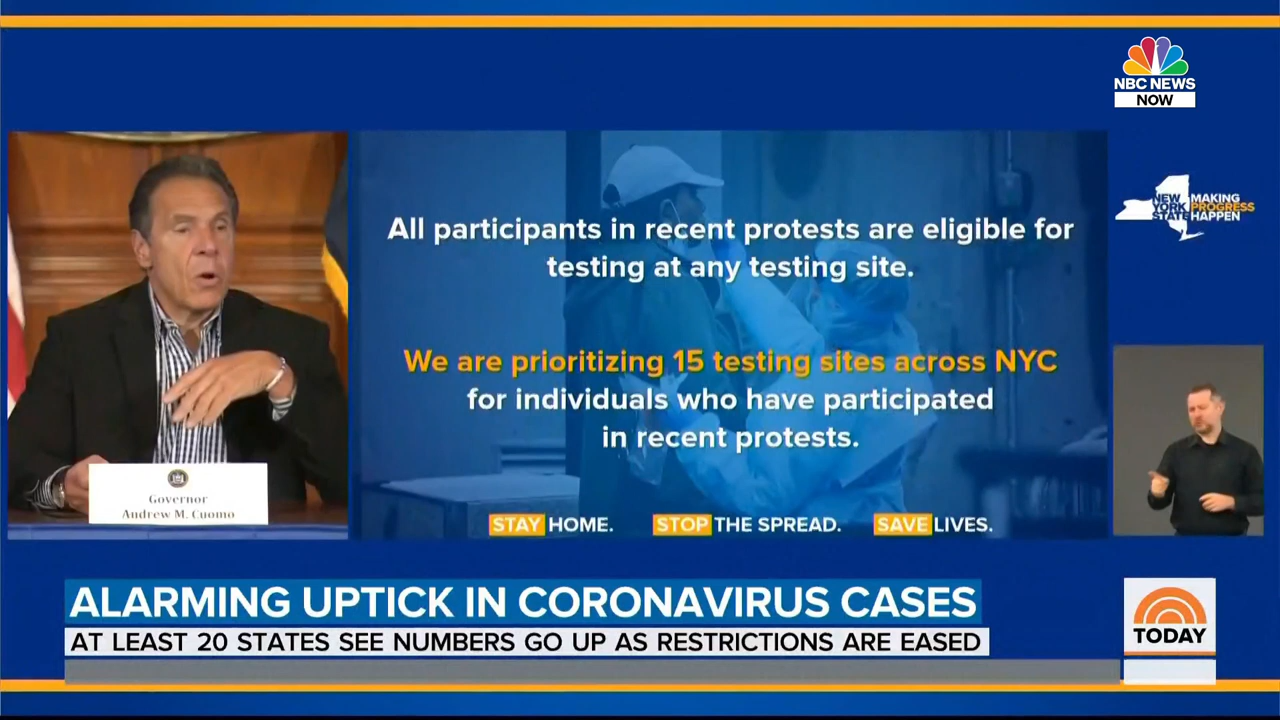 NBC NEWS
NOW
NEW
YORK
STATE
MAKING
PROGRESS
HAPPEN
All participants in recent protests are eligible for
testing at any testing site.
We are prioritizing 15 testing sites across NYC
for individuals who have participated
in recent protests.
STAY HOME. STOP THE SPREAD. SAVE LIVES.
Governor
Andrew M. Cuomo
ALARMING UPTICK IN CORONAVIRUS CASES
AT LEAST 20 STATES SEE NUMBERS GO UP AS RESTRICTIONS ARE EASED
TODAY